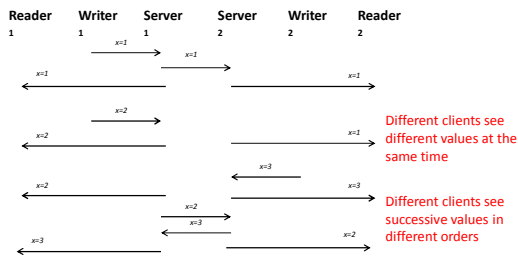 Reader Writer Server Server Writer Reader
1 1 1 2 2 2
x=1
x=1
x=1 x=1
x=2
x=2 x=1
Different clients see
different values at the
same time
x=3
x=2 x=3
Different clients see
successive values in
different orders
x=2
x=3
x=3 x=2